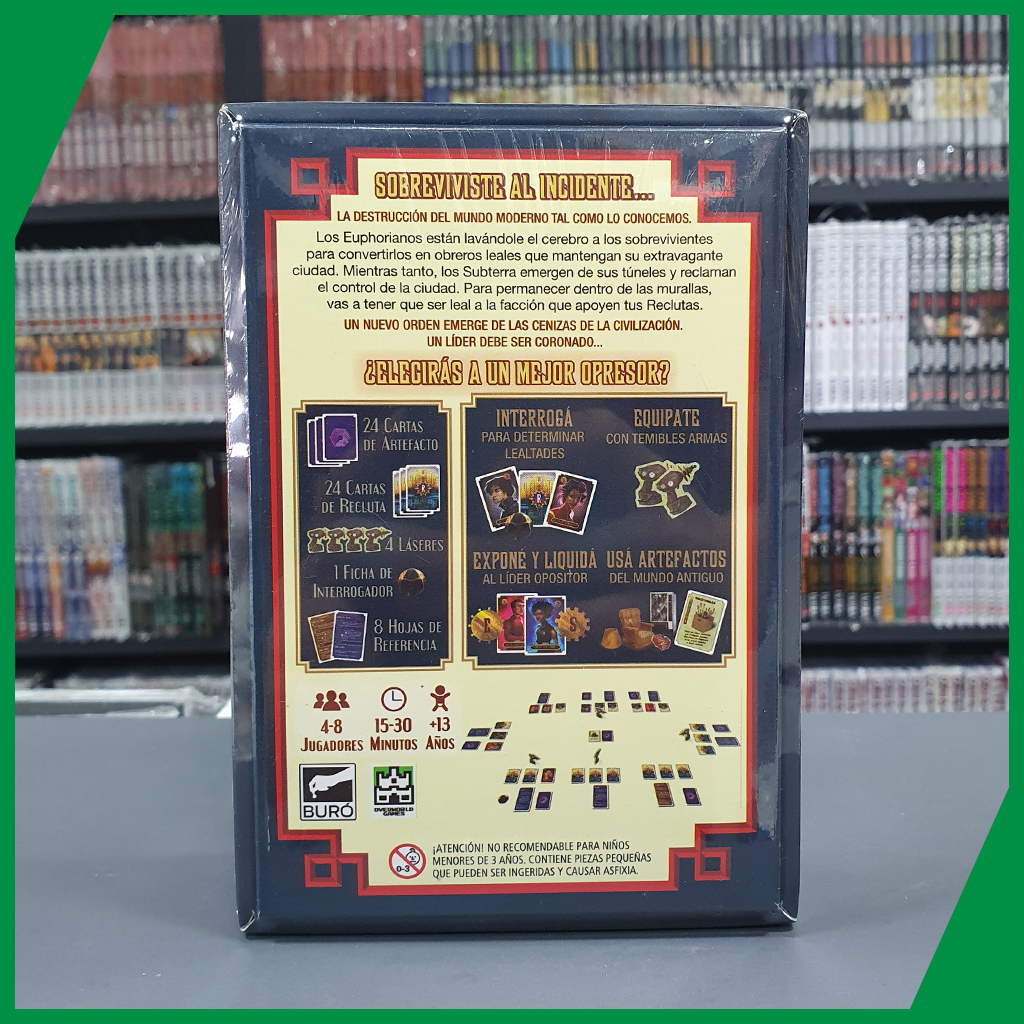 SOBREVIVISTE AL INCIDENTE...
LA DESTRUCCIÓN DEL MUNDO MODERNO TAL COMO LO CONOCEMOS.
Los Euphorianos están lavándole el cerebro a los sobrevivientes
para convertirlos en obreros leales que mantengan su extravagante
ciudad. Mientras tanto, los Subterra emergen de sus túneles y reclaman
el control de la ciudad. Para permanecer dentro de las murallas,
vas a tener que ser leal a la facción que apoyen tus Reclutas.
UN NUEVO ORDEN EMERGE DE LAS CENIZAS DE LA CIVILIZACIÓN.
UN LÍDER DEBE SER CORONADO...
¿ELEGIRÁS A UN MEJOR OPRESOR?
24 CARTAS
DE ARTEFACTO
24 CARTAS
DE RECLUTA
4 LÁSERES
1 FICHA DE
INTERROGADOR
8 HOJAS DE
REFERENCIA
INTERROGÁ
PARA DETERMINAR
LEALTADES
EQUIPATE
CON TEMIBLES ARMAS
EXPONÉ Y LIQUIDÁ
AL LÍDER OPOSITOR
USÁ ARTEFACTOS
DEL MUNDO ANTIGUO
4-8
JUGADORES
15-30
MINUTOS
+13
AÑOS
BURÓ
OVERWORLD
GAMES
0-3
¡ATENCIÓN! NO RECOMENDABLE PARA NIÑOS
MENORES DE 3 AÑOS. CONTIENE PIEZAS PEQUEÑAS
QUE PUEDEN SER INGERIDAS Y CAUSAR ASFIXIA.